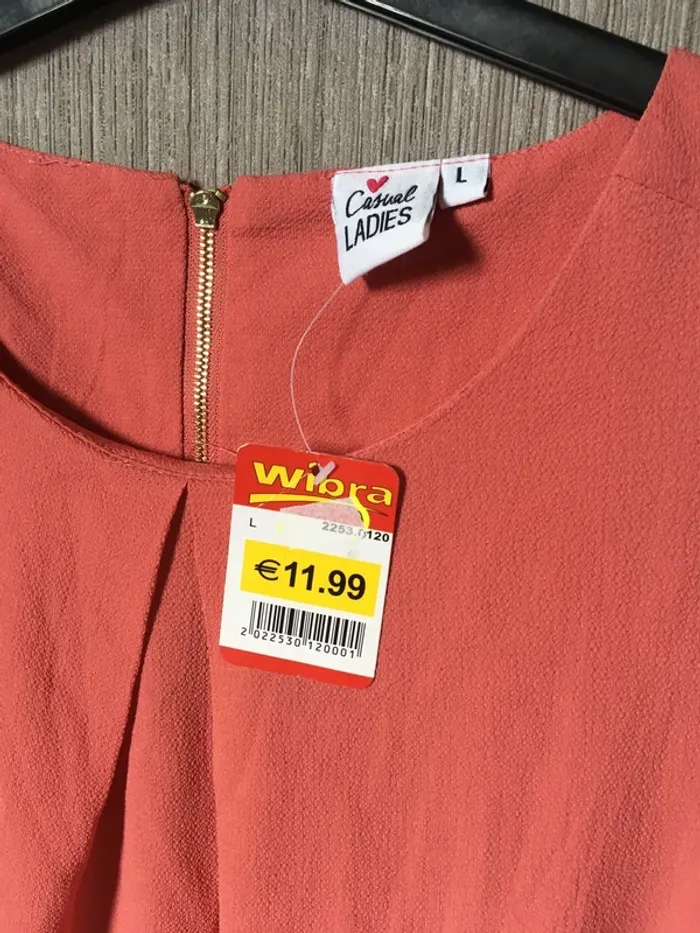 Casual
LADIES
L
Wibra
L 2253.0120
€11.99
2 022530 120001